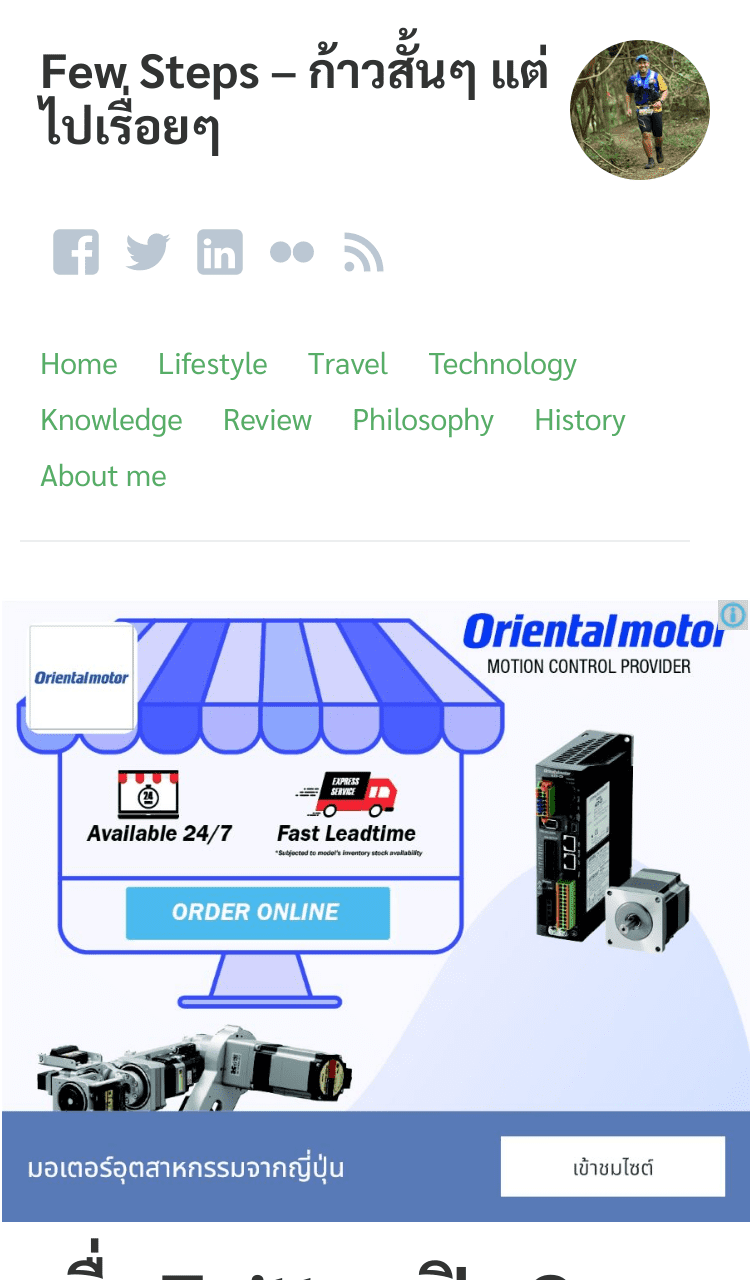 Few Steps – ก้าวสั้นๆ แต่
ไปเรื่อยๆ
Home Lifestyle Travel Technology
Knowledge Review Philosophy History
About me
Orientalmotor
MOTION CONTROL PROVIDER
Orientalmotor
24
EXPRESS
SERVICE
Available 24/7 Fast Leadtime
*Subjected to model's inventory stock availability
ORDER ONLINE
มอเตอร์อุตสาหกรรมจากญี่ปุ่น
เข้าชมไซต์